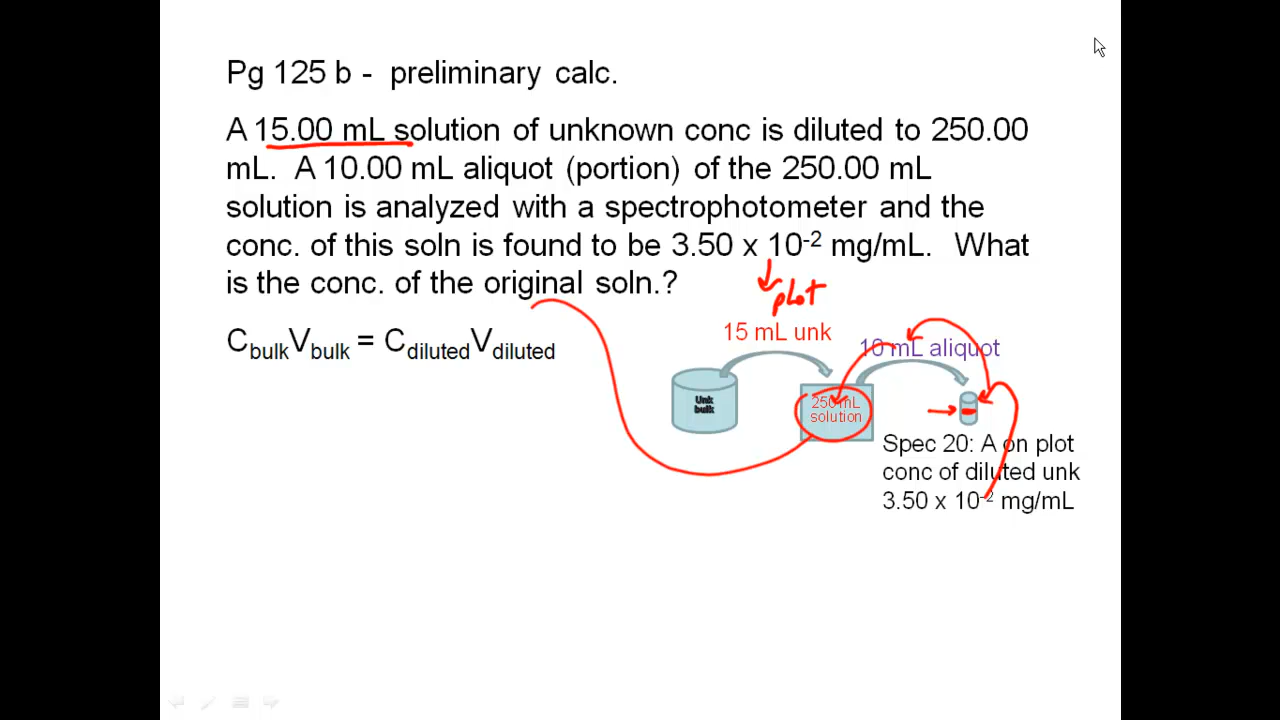 Pg 125 b - preliminary calc.
A 15.00 mL solution of unknown conc is diluted to 250.00
mL. A 10.00 mL aliquot (portion) of the 250.00 mL
solution is analyzed with a spectrophotometer and the
conc. of this soln is found to be 3.50 x 10⁻² mg/mL. What
is the conc. of the original soln.?
plot
C_bulk V_bulk = C_diluted V_diluted
15 mL unk
10 mL aliquot
Unk
bulk
250 mL
solution
Spec 20: A on plot
conc of diluted unk
3.50 x 10⁻² mg/mL